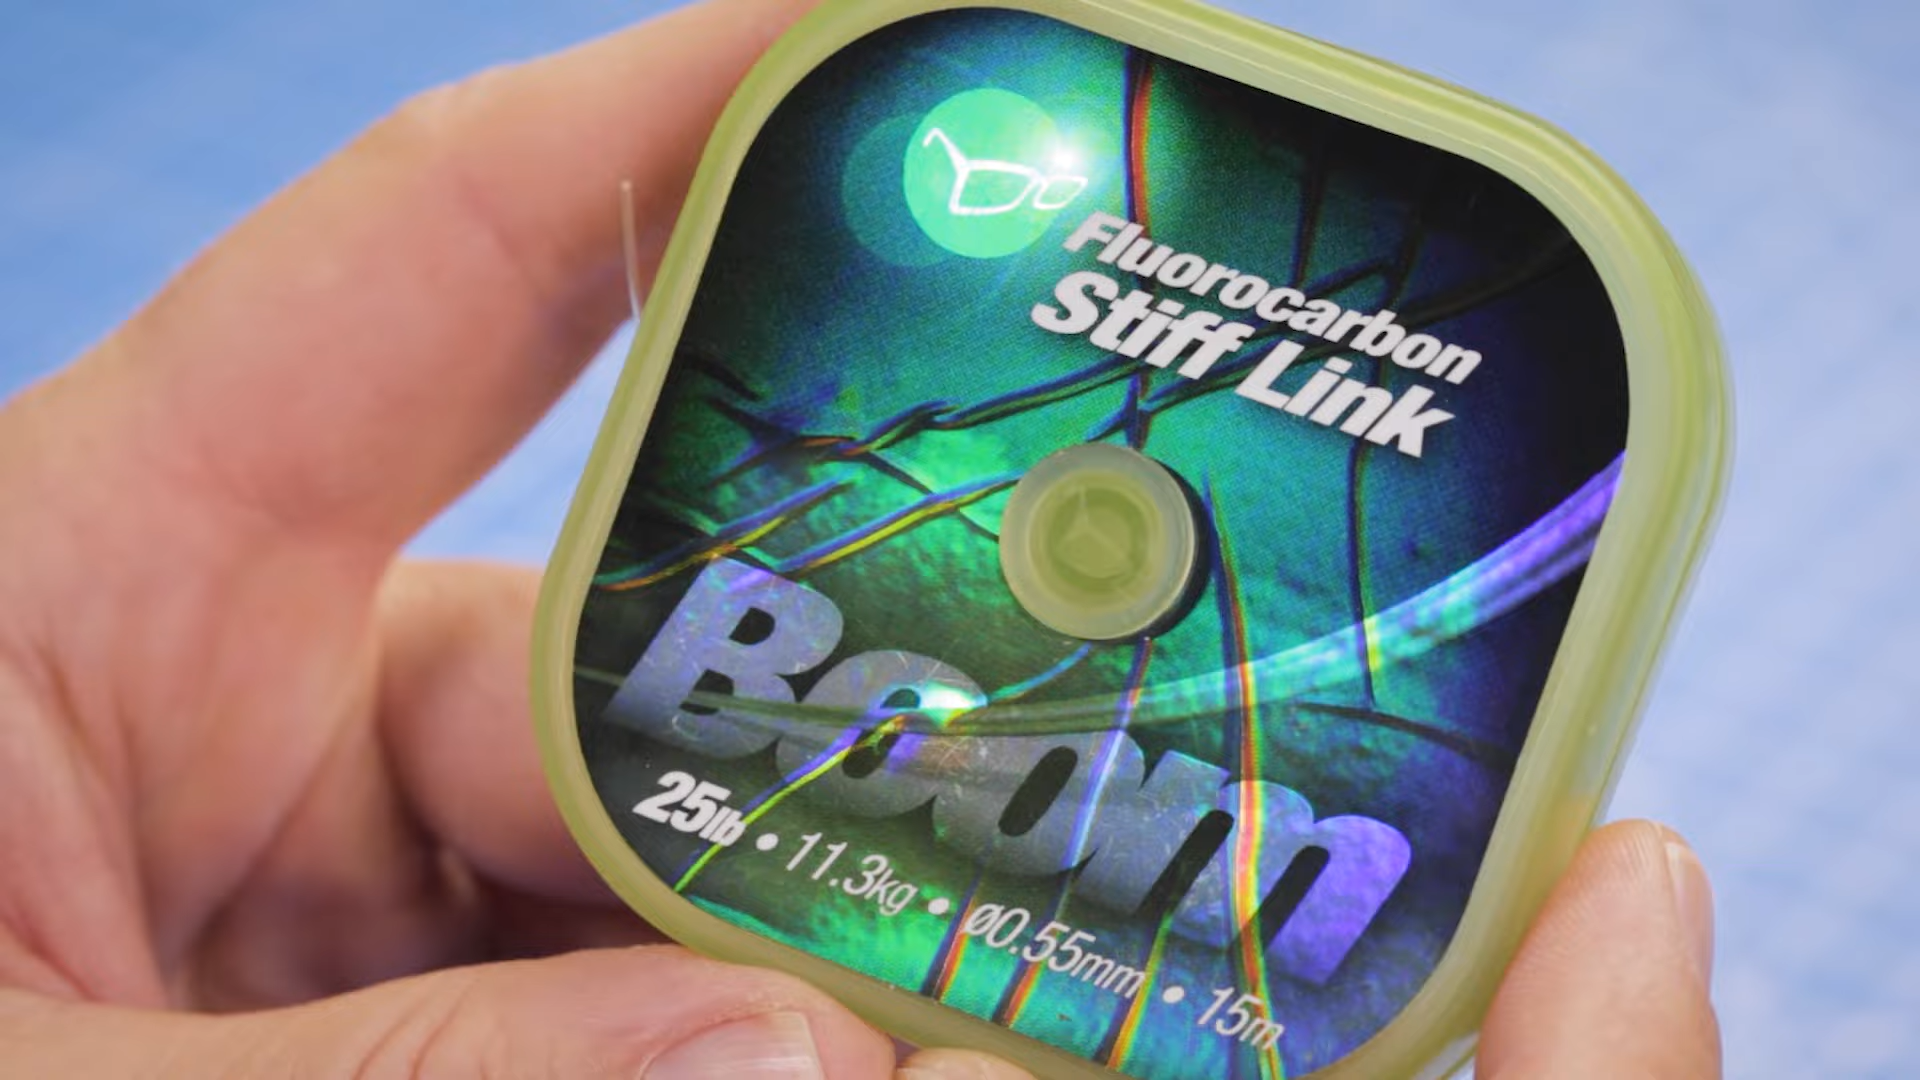 Fluorocarbon
Stiff Link
Boom
25lb • 11.3kg • ø0.55mm • 15m